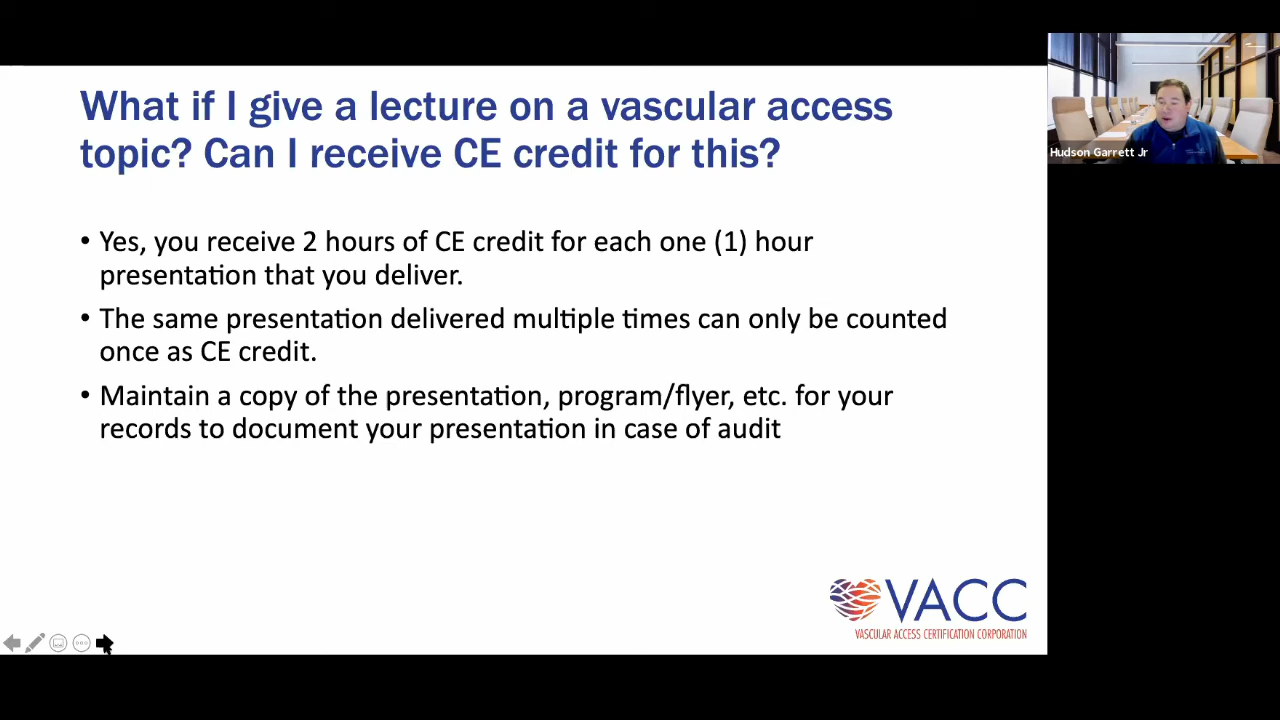 What if I give a lecture on a vascular access
topic? Can I receive CE credit for this?
Hudson Garrett Jr
• Yes, you receive 2 hours of CE credit for each one (1) hour
presentation that you deliver.
• The same presentation delivered multiple times can only be counted
once as CE credit.
• Maintain a copy of the presentation, program/flyer, etc. for your
records to document your presentation in case of audit
VACC
VASCULAR ACCESS CERTIFICATION CORPORATION